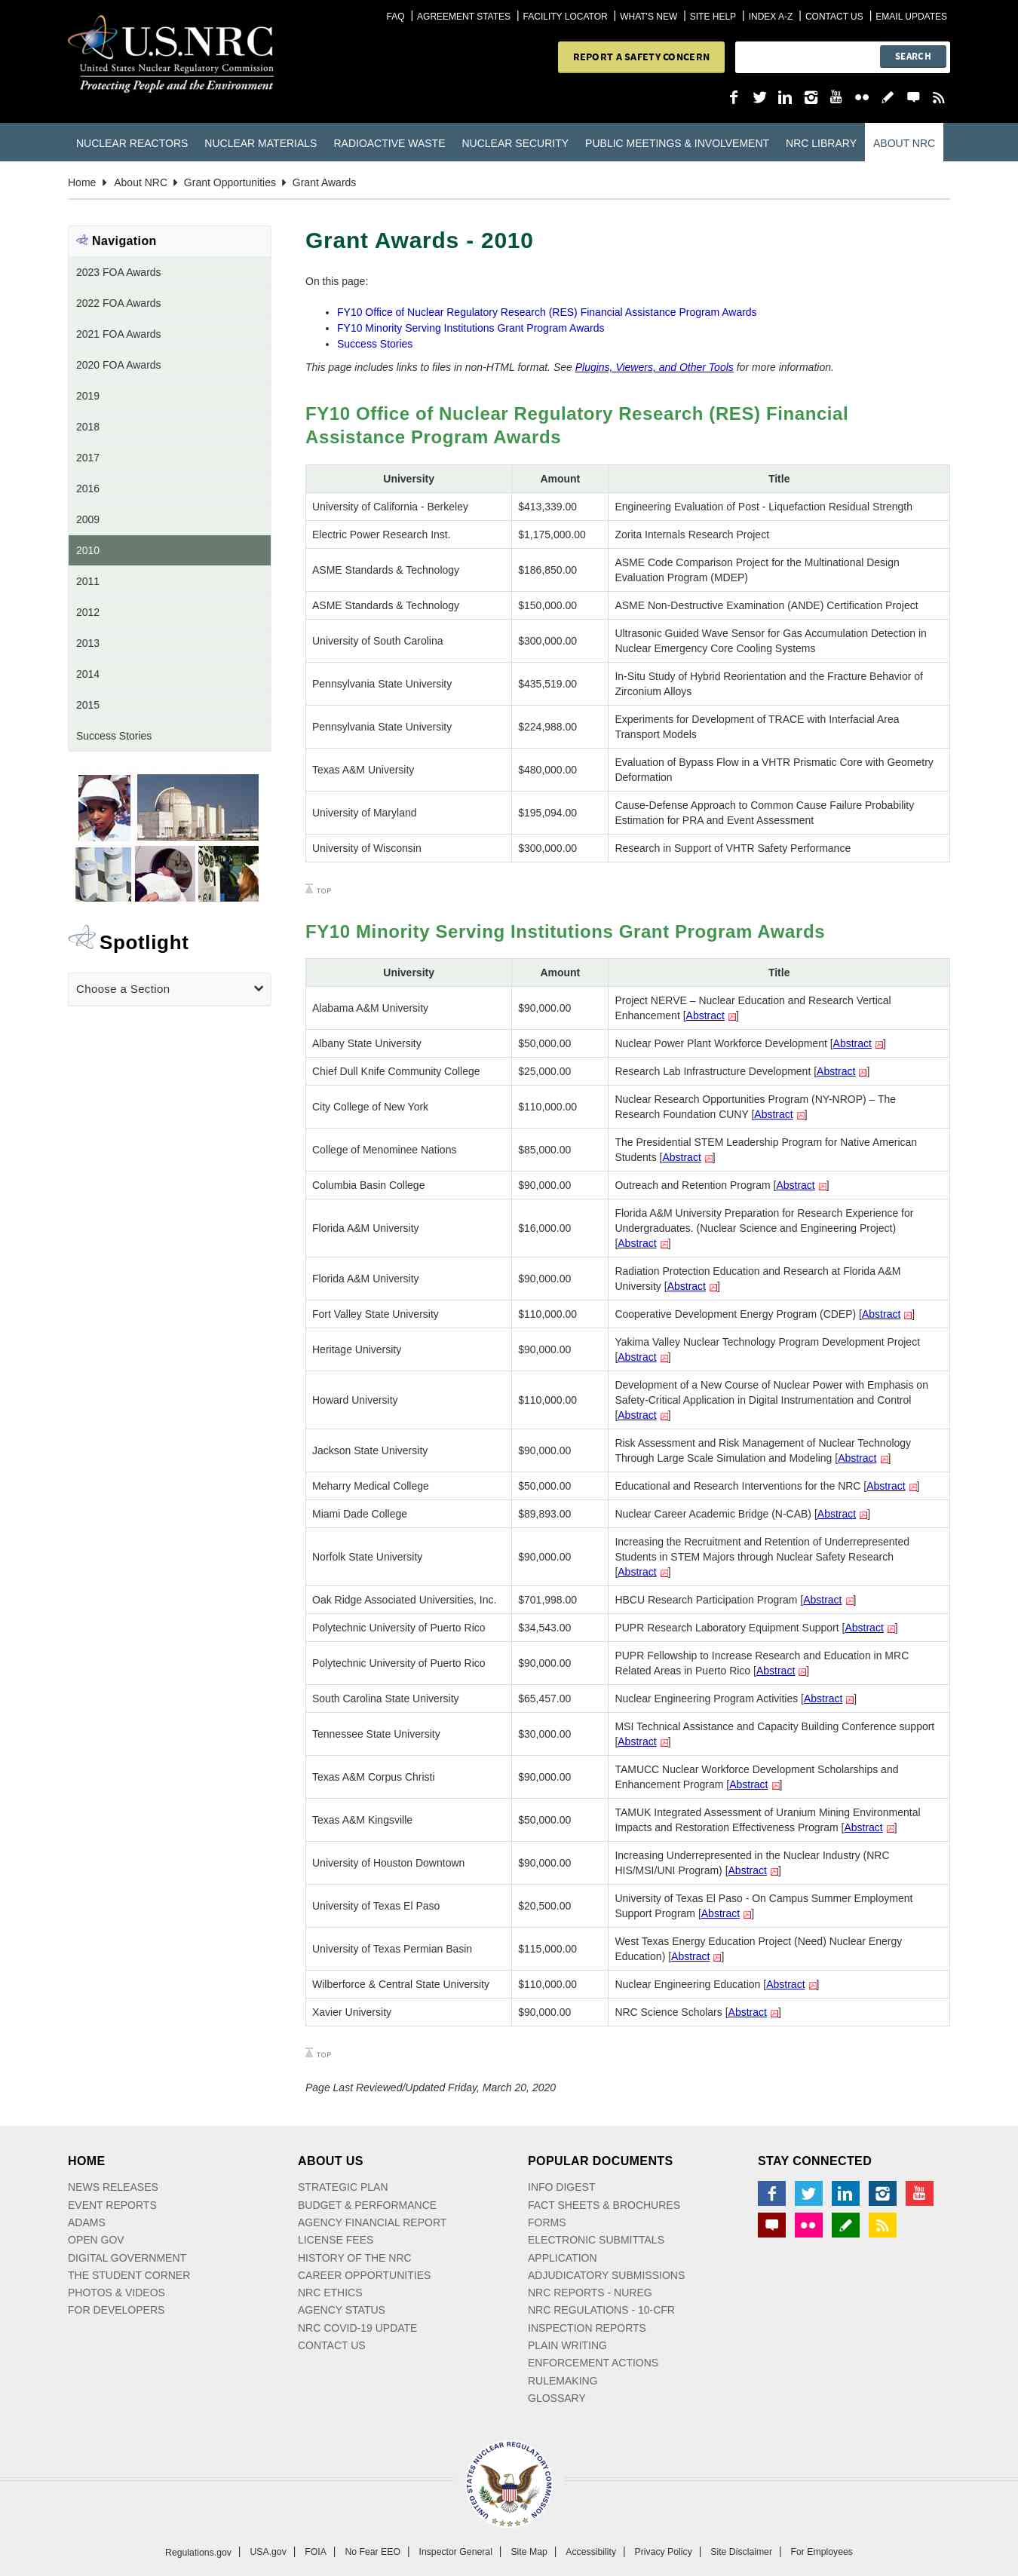 FAQ | AGREEMENT STATES | FACILITY LOCATOR | WHAT'S NEW | SITE HELP | INDEX A-Z | CONTACT US | EMAIL UPDATES
U.S.NRC
United States Nuclear Regulatory Commission
Protecting People and the Environment
REPORT A SAFETY CONCERN
SEARCH
NUCLEAR REACTORS NUCLEAR MATERIALS RADIOACTIVE WASTE NUCLEAR SECURITY PUBLIC MEETINGS & INVOLVEMENT NRC LIBRARY ABOUT NRC
Home About NRC Grant Opportunities Grant Awards
Navigation
2023 FOA Awards
2022 FOA Awards
2021 FOA Awards
2020 FOA Awards
2019
2018
2017
2016
2009
2010
2011
2012
2013
2014
2015
Success Stories
Spotlight
Choose a Section
Grant Awards - 2010
On this page:
FY10 Office of Nuclear Regulatory Research (RES) Financial Assistance Program Awards
FY10 Minority Serving Institutions Grant Program Awards
Success Stories
This page includes links to files in non-HTML format. See Plugins, Viewers, and Other Tools for more information.
FY10 Office of Nuclear Regulatory Research (RES) Financial
Assistance Program Awards
University Amount Title
University of California - Berkeley $413,339.00 Engineering Evaluation of Post - Liquefaction Residual Strength
Electric Power Research Inst. $1,175,000.00 Zorita Internals Research Project
ASME Standards & Technology $186,850.00 ASME Code Comparison Project for the Multinational Design
Evaluation Program (MDEP)
ASME Standards & Technology $150,000.00 ASME Non-Destructive Examination (ANDE) Certification Project
University of South Carolina $300,000.00 Ultrasonic Guided Wave Sensor for Gas Accumulation Detection in
Nuclear Emergency Core Cooling Systems
Pennsylvania State University $435,519.00 In-Situ Study of Hybrid Reorientation and the Fracture Behavior of
Zirconium Alloys
Pennsylvania State University $224,988.00 Experiments for Development of TRACE with Interfacial Area
Transport Models
Texas A&M University $480,000.00 Evaluation of Bypass Flow in a VHTR Prismatic Core with Geometry
Deformation
University of Maryland $195,094.00 Cause-Defense Approach to Common Cause Failure Probability
Estimation for PRA and Event Assessment
University of Wisconsin $300,000.00 Research in Support of VHTR Safety Performance
TOP
FY10 Minority Serving Institutions Grant Program Awards
University Amount Title
Alabama A&M University $90,000.00 Project NERVE – Nuclear Education and Research Vertical
Enhancement [Abstract ]
Albany State University $50,000.00 Nuclear Power Plant Workforce Development [Abstract ]
Chief Dull Knife Community College $25,000.00 Research Lab Infrastructure Development [Abstract ]
City College of New York $110,000.00 Nuclear Research Opportunities Program (NY-NROP) – The
Research Foundation CUNY [Abstract ]
College of Menominee Nations $85,000.00 The Presidential STEM Leadership Program for Native American
Students [Abstract ]
Columbia Basin College $90,000.00 Outreach and Retention Program [Abstract ]
Florida A&M University $16,000.00 Florida A&M University Preparation for Research Experience for
Undergraduates. (Nuclear Science and Engineering Project)
[Abstract ]
Florida A&M University $90,000.00 Radiation Protection Education and Research at Florida A&M
University [Abstract ]
Fort Valley State University $110,000.00 Cooperative Development Energy Program (CDEP) [Abstract ]
Heritage University $90,000.00 Yakima Valley Nuclear Technology Program Development Project
[Abstract ]
Howard University $110,000.00 Development of a New Course of Nuclear Power with Emphasis on
Safety-Critical Application in Digital Instrumentation and Control
[Abstract ]
Jackson State University $90,000.00 Risk Assessment and Risk Management of Nuclear Technology
Through Large Scale Simulation and Modeling [Abstract ]
Meharry Medical College $50,000.00 Educational and Research Interventions for the NRC [Abstract ]
Miami Dade College $89,893.00 Nuclear Career Academic Bridge (N-CAB) [Abstract ]
Norfolk State University $90,000.00 Increasing the Recruitment and Retention of Underrepresented
Students in STEM Majors through Nuclear Safety Research
[Abstract ]
Oak Ridge Associated Universities, Inc. $701,998.00 HBCU Research Participation Program [Abstract ]
Polytechnic University of Puerto Rico $34,543.00 PUPR Research Laboratory Equipment Support [Abstract ]
Polytechnic University of Puerto Rico $90,000.00 PUPR Fellowship to Increase Research and Education in MRC
Related Areas in Puerto Rico [Abstract ]
South Carolina State University $65,457.00 Nuclear Engineering Program Activities [Abstract ]
Tennessee State University $30,000.00 MSI Technical Assistance and Capacity Building Conference support
[Abstract ]
Texas A&M Corpus Christi $90,000.00 TAMUCC Nuclear Workforce Development Scholarships and
Enhancement Program [Abstract ]
Texas A&M Kingsville $50,000.00 TAMUK Integrated Assessment of Uranium Mining Environmental
Impacts and Restoration Effectiveness Program [Abstract ]
University of Houston Downtown $90,000.00 Increasing Underrepresented in the Nuclear Industry (NRC
HIS/MSI/UNI Program) [Abstract ]
University of Texas El Paso $20,500.00 University of Texas El Paso - On Campus Summer Employment
Support Program [Abstract ]
University of Texas Permian Basin $115,000.00 West Texas Energy Education Project (Need) Nuclear Energy
Education) [Abstract ]
Wilberforce & Central State University $110,000.00 Nuclear Engineering Education [Abstract ]
Xavier University $90,000.00 NRC Science Scholars [Abstract ]
TOP
Page Last Reviewed/Updated Friday, March 20, 2020
HOME
NEWS RELEASES
EVENT REPORTS
ADAMS
OPEN GOV
DIGITAL GOVERNMENT
THE STUDENT CORNER
PHOTOS & VIDEOS
FOR DEVELOPERS
ABOUT US
STRATEGIC PLAN
BUDGET & PERFORMANCE
AGENCY FINANCIAL REPORT
LICENSE FEES
HISTORY OF THE NRC
CAREER OPPORTUNITIES
NRC ETHICS
AGENCY STATUS
NRC COVID-19 UPDATE
CONTACT US
POPULAR DOCUMENTS
INFO DIGEST
FACT SHEETS & BROCHURES
FORMS
ELECTRONIC SUBMITTALS
APPLICATION
ADJUDICATORY SUBMISSIONS
NRC REPORTS - NUREG
NRC REGULATIONS - 10-CFR
INSPECTION REPORTS
PLAIN WRITING
ENFORCEMENT ACTIONS
RULEMAKING
GLOSSARY
STAY CONNECTED
You Tube
UNITED STATES NUCLEAR REGULATORY COMMISSION
Regulations.gov | USA.gov | FOIA | No Fear EEO | Inspector General | Site Map | Accessibility | Privacy Policy | Site Disclaimer | For Employees